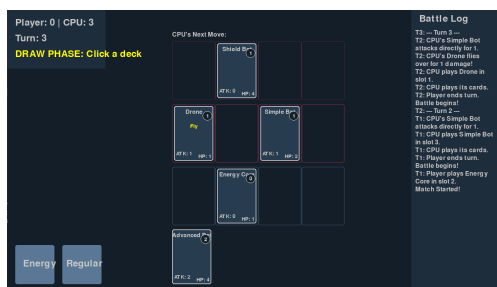 Player: 0 | CPU: 3
Turn: 3
DRAW PHASE: Click a deck
CPU's Next Move:
Shield Bot
1
ATK: 0 HP: 4
Drone
1
Fly
ATK: 1 HP: 1
Simple Bot
1
ATK: 1 HP: 2
Energy Core
0
ATK: 0 HP: 1
Advanced Bot
2
ATK: 2 HP: 4
Energy
Regular
Battle Log
T3: --- Turn 3 ---
T2: CPU's Simple Bot
attacks directly for 1.
T2: CPU's Drone flies
over for 1 damage!
T2: CPU plays Drone in
slot 1.
T2: CPU plays its cards.
T2: Player ends turn.
Battle begins!
T2: --- Turn 2 ---
T1: CPU's Simple Bot
attacks directly for 1.
T1: CPU plays Simple Bot
in slot 3.
T1: CPU plays its cards.
T1: Player ends turn.
Battle begins!
T1: Player plays Energy
Core in slot 2.
Match Started!